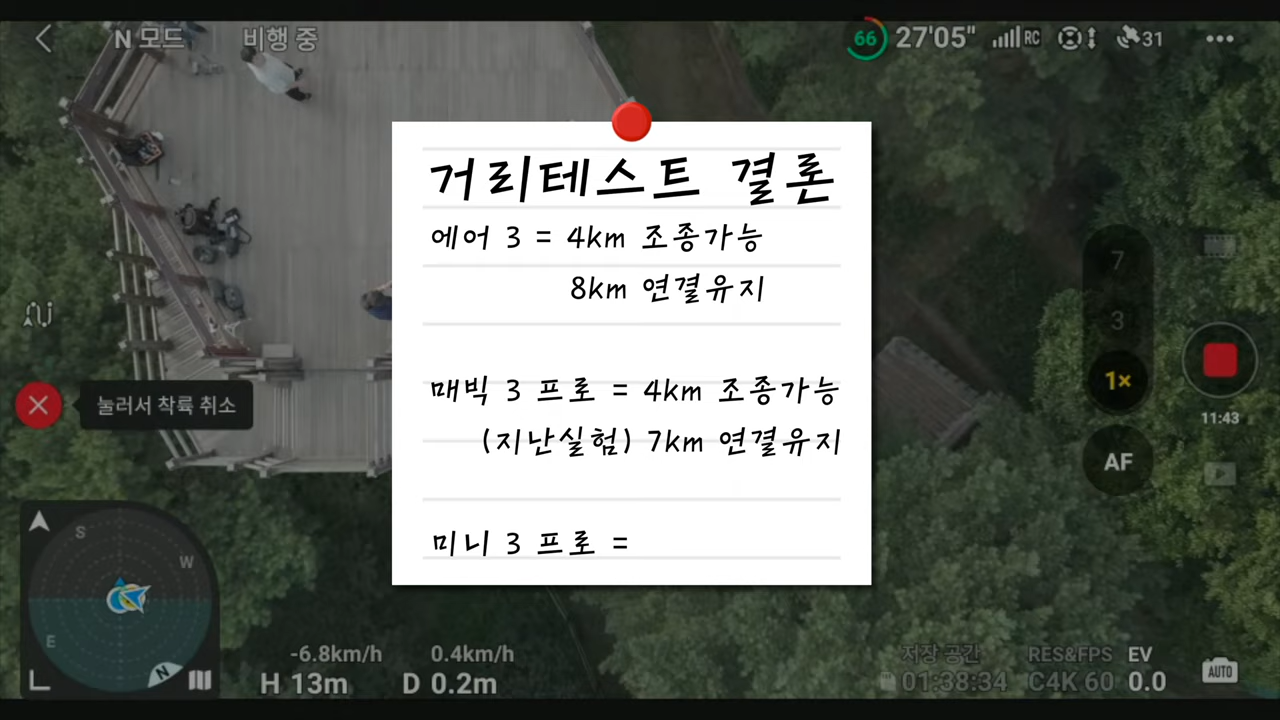 N 모드
비행 중
66
27'05"
RC
31
거리테스트 결론
에어 3 = 4km 조종가능
8km 연결유지
매빅 3 프로 = 4km 조종가능
(지난실험) 7km 연결유지
미니 3 프로 =
눌러서 착륙 취소
7
3
1×
11:43
AF
S
W
E
N
-6.8km/h
0.4km/h
H 13m
D 0.2m
저장 공간
01:38:34
RES&FPS
C4K 60
EV
0.0
AUTO